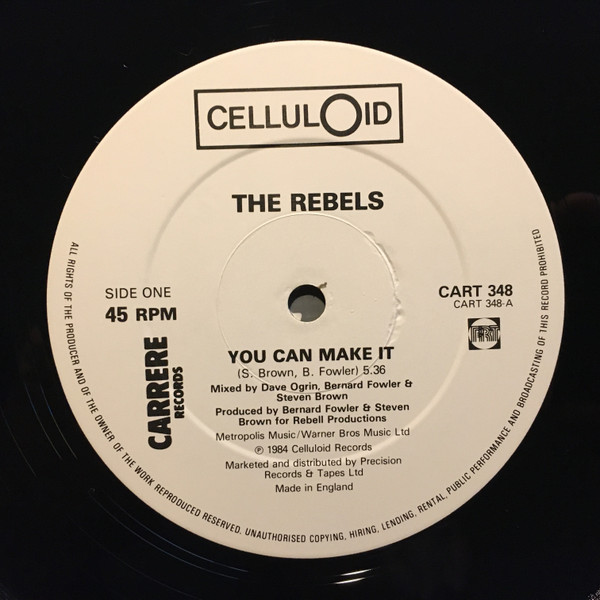 CELLULOID
THE REBELS
SIDE ONE
45 RPM
CART 348
CART 348-A
CARRERE
RECORDS
YOU CAN MAKE IT
(S. Brown, B. Fowler) 5.36
Mixed by Dave Ogrin, Bernard Fowler &
Steven Brown
Produced by Bernard Fowler & Steven
Brown for Rebell Productions
Metropolis Music/Warner Bros Music Ltd
℗ 1984 Celluloid Records
Marketed and distributed by Precision
Records & Tapes Ltd
Made in England
ALL RIGHTS OF THE PRODUCER AND OF THE OWNER OF THE WORK REPRODUCED RESERVED. UNAUTHORISED COPYING, HIRING, LENDING, RENTAL, PUBLIC PERFORMANCE AND BROADCASTING OF THIS RECORD PROHIBITED